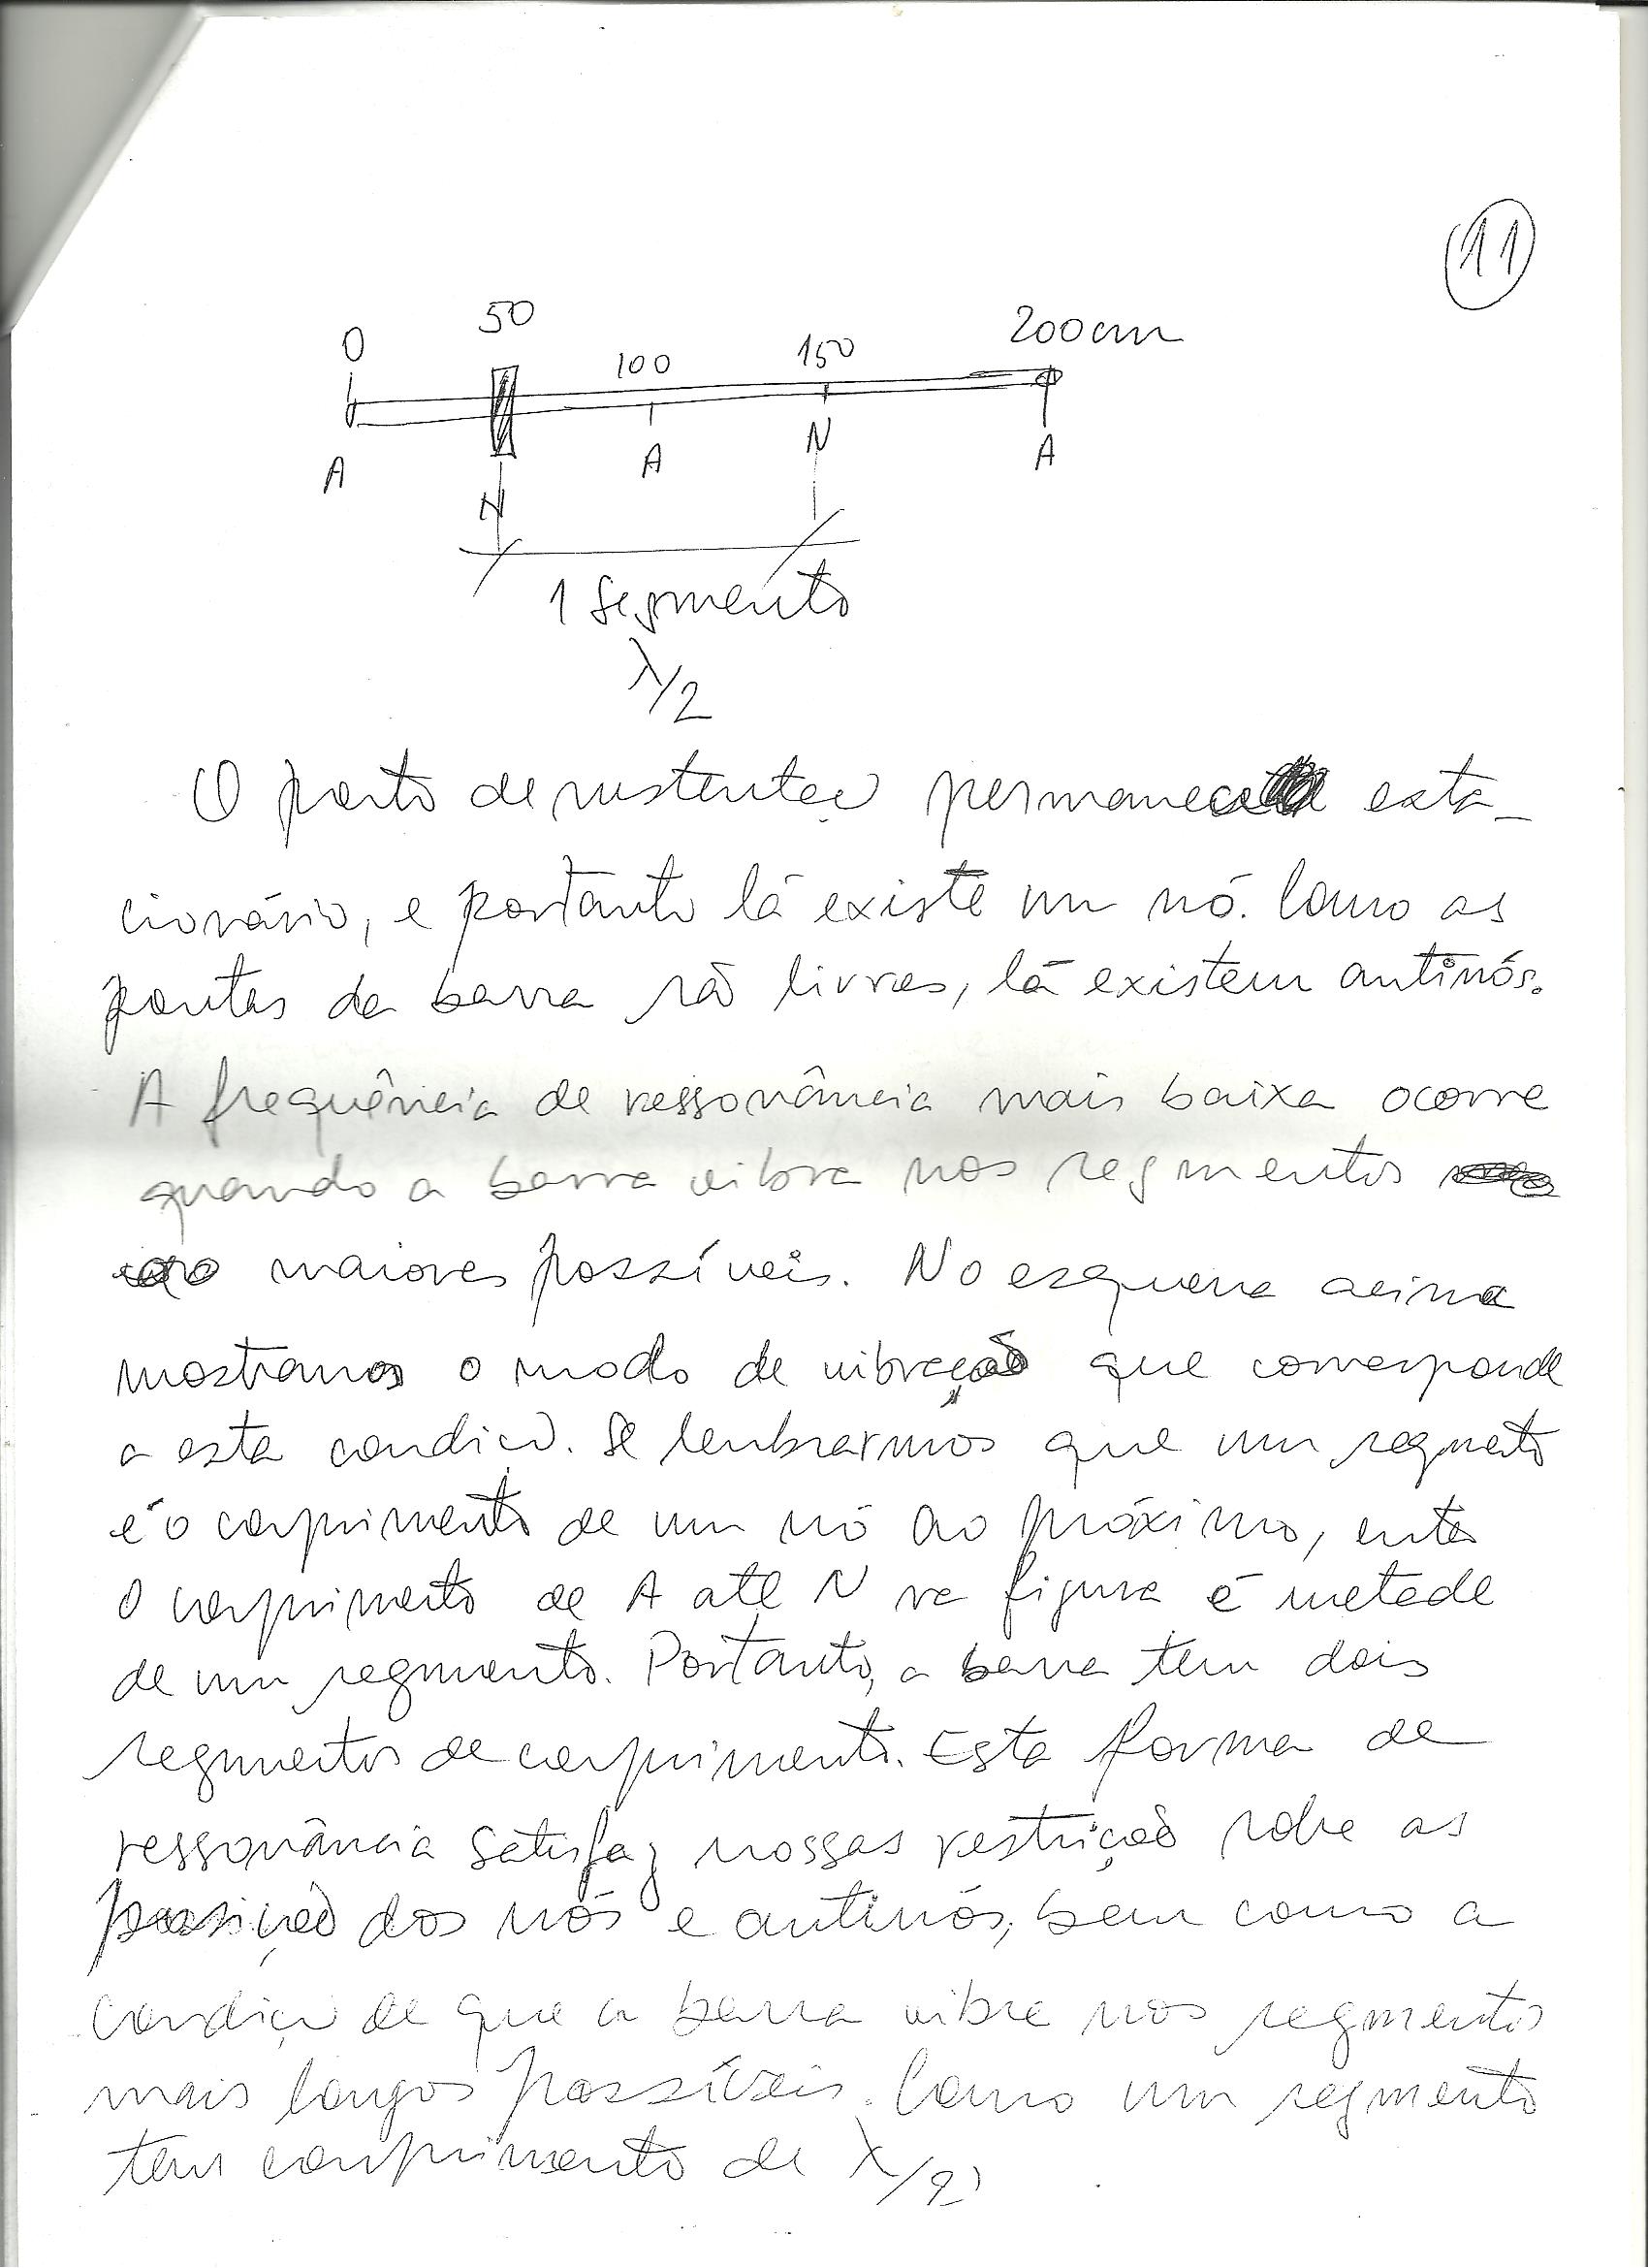 11
0 50 100 150 200cm
A N A N A
1 Segmento
λ/2
O ponto de sustentação permanece esta-
cionário, e portanto lá existe um nó. Como as
pontas da barra são livres, lá existem antinós.
A frequência de ressonância mais baixa ocorre
quando a barra vibra nos segmentos
maiores possíveis. No esquema acima
mostramos o modo de vibração que corresponde
a esta condição. Se lembrarmos que um segmento
é o comprimento de um nó ao próximo, então
o comprimento de A até N na figura é metade
de um segmento. Portanto, a barra tem dois
segmentos de comprimento. Esta forma de
ressonância satisfaz nossas restrição sobre as
posição dos nós e antinós, bem como a
condição de que a barra vibre nos segmentos
mais longos possíveis. Como um segmento
tem comprimento de λ/2,